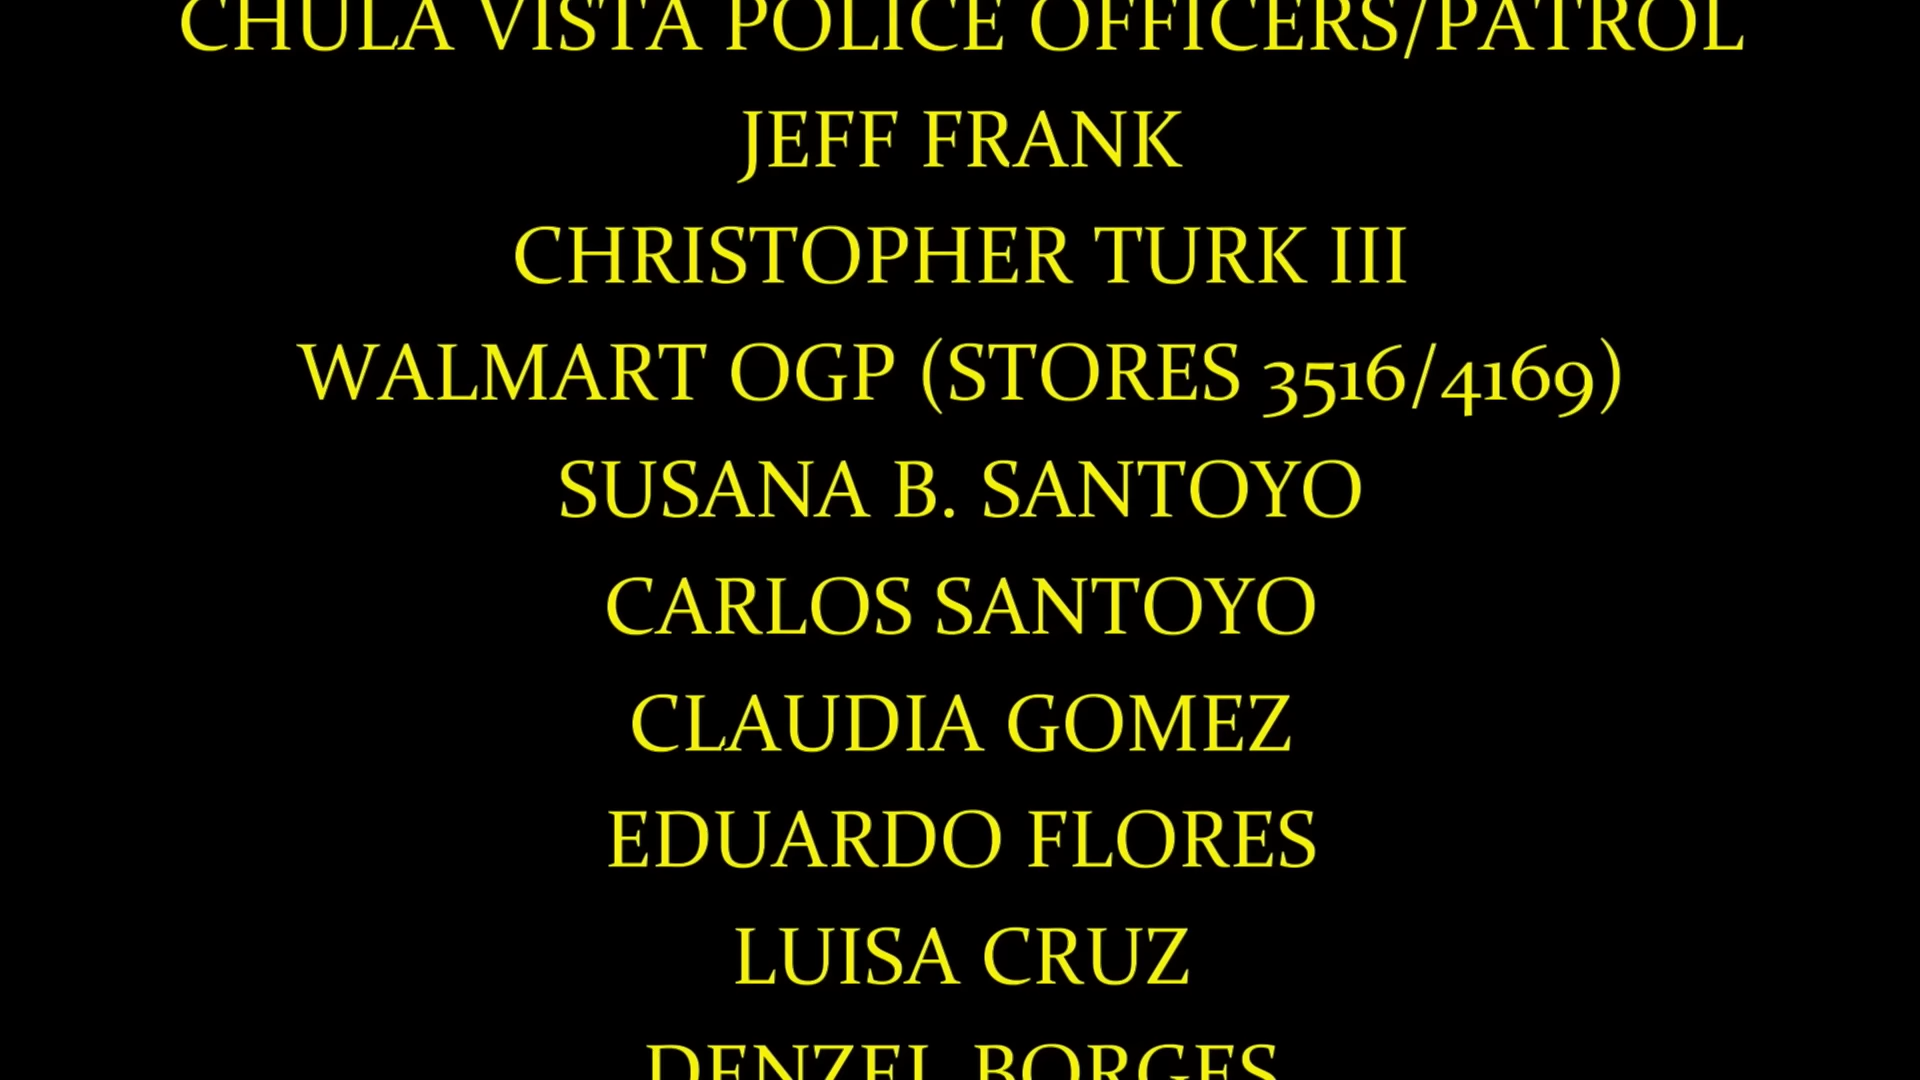 CHULA VISTA POLICE OFFICERS/PATROL
JEFF FRANK
CHRISTOPHER TURK III
WALMART OGP (STORES 3516/4169)
SUSANA B. SANTOYO
CARLOS SANTOYO
CLAUDIA GOMEZ
EDUARDO FLORES
LUISA CRUZ
DENZEL BORGES